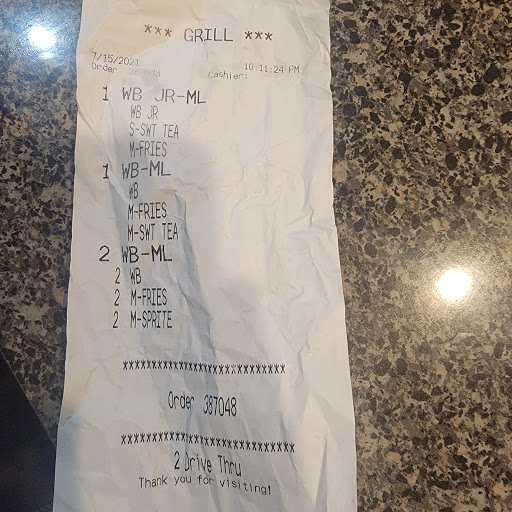 *** GRILL ***
7/15/2021 10:11:24 PM
Order 387048 Cashier:
1 WB JR-ML
WB JR
S-SWT TEA
M-FRIES
1 WB-ML
WB
M-FRIES
M-SWT TEA
2 WB-ML
2 WB
2 M-FRIES
2 M-SPRITE
**************************
Order 387048
****************************
2 Drive Thru
Thank you for visiting!